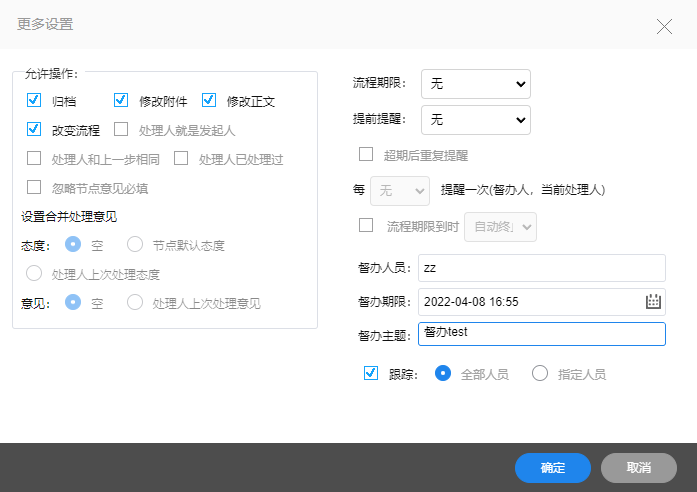 更多设置
允许操作:
归档 修改附件 修改正文
改变流程 处理人就是发起人
处理人和上一步相同 处理人已处理过
忽略节点意见必填
设置合并处理意见
态度: 空 节点默认态度
处理人上次处理态度
意见: 空 处理人上次处理意见
流程期限: 无
提前提醒: 无
超期后重复提醒
每 无 提醒一次(督办人，当前处理人)
流程期限到时 自动终止
督办人员: zz
督办期限: 2022-04-08 16:55
督办主题: 督办test
跟踪: 全部人员 指定人员
确定 取消